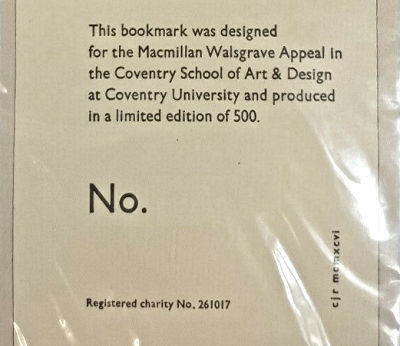 This bookmark was designed
for the Macmillan Walsgrave Appeal in
the Coventry School of Art & Design
at Coventry University and produced
in a limited edition of 500.
No.
Registered charity No. 261017
cjr mcmxcvi